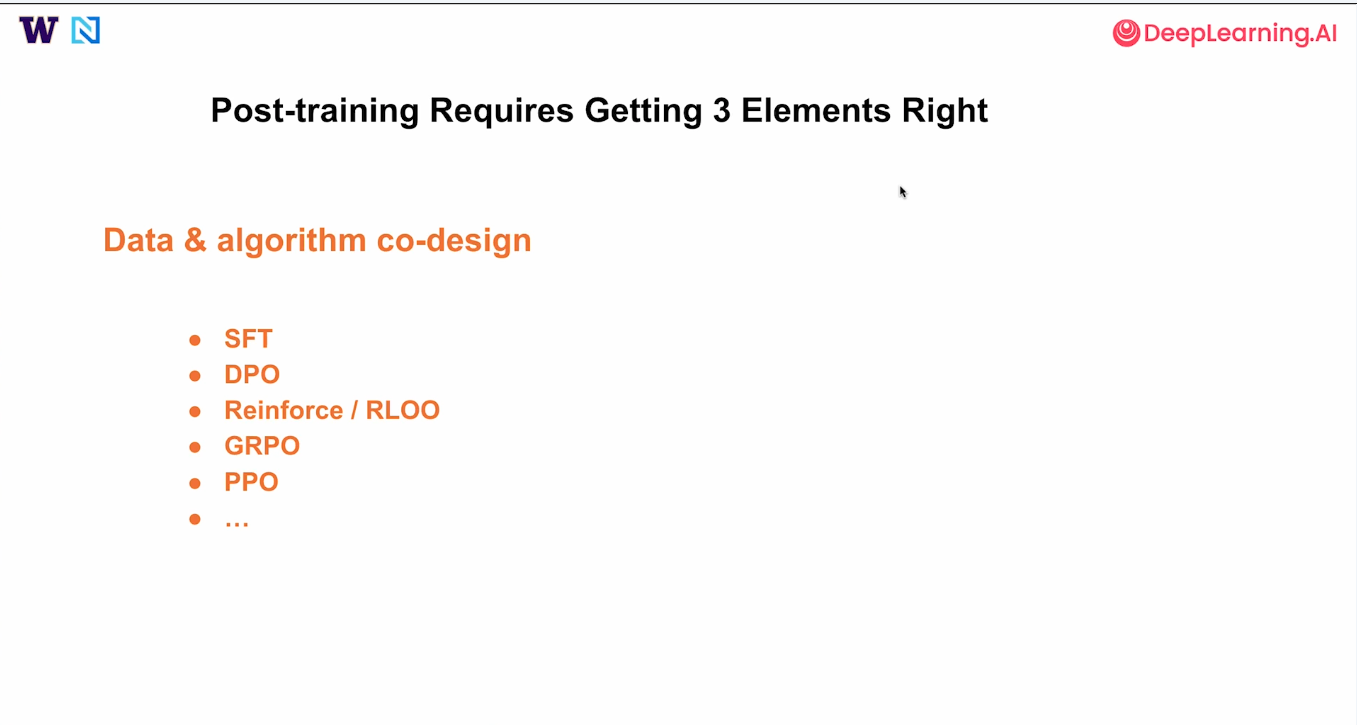 W N
DeepLearning.AI
Post-training Requires Getting 3 Elements Right
Data & algorithm co-design
● SFT
● DPO
● Reinforce / RLOO
● GRPO
● PPO
● …